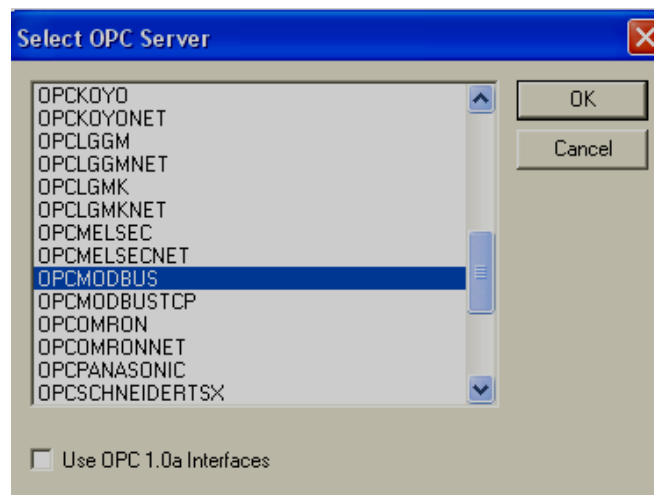 Select OPC Server
OPCKOYO
OPCKOYONET
OPCLGGM
OPCLGGMNET
OPCLGMK
OPCLGMKNET
OPCMELSEC
OPCMELSECNET
OPCMODBUS
OPCMODBUSTCP
OPCOMRON
OPCOMRONNET
OPCPANASONIC
OPCSCHNEIDERTSX
OK
Cancel
Use OPC 1.0a Interfaces